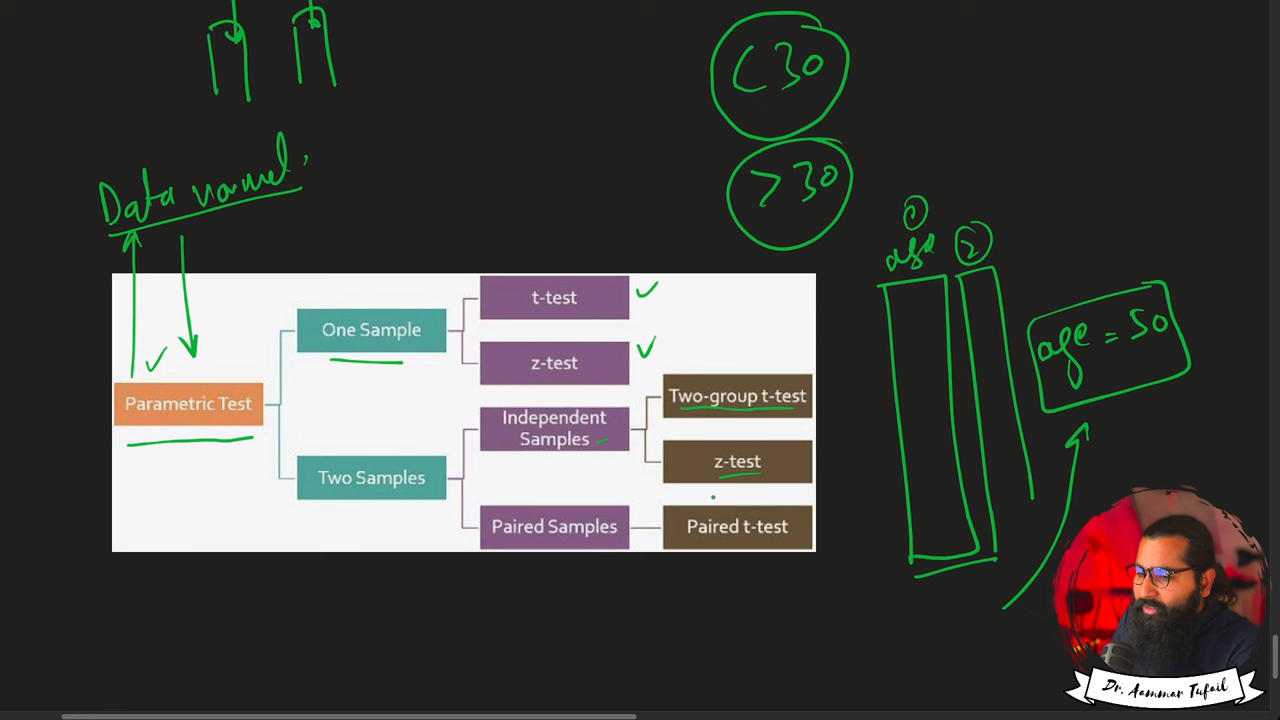 < 30
> 30
Data normal
① age ②
age = 50
t-test
One Sample
z-test
Parametric Test
Two-group t-test
Independent
Samples
z-test
Two Samples
Paired Samples
Paired t-test
Dr. Aammar Tufail